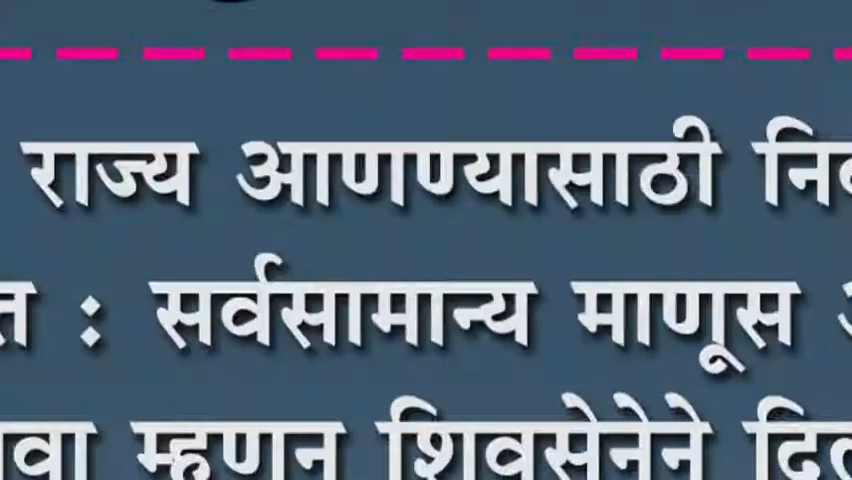 राज्य आणण्यासाठी
: सर्वसामान्य माणूस
म्हणून शिवसेनेने